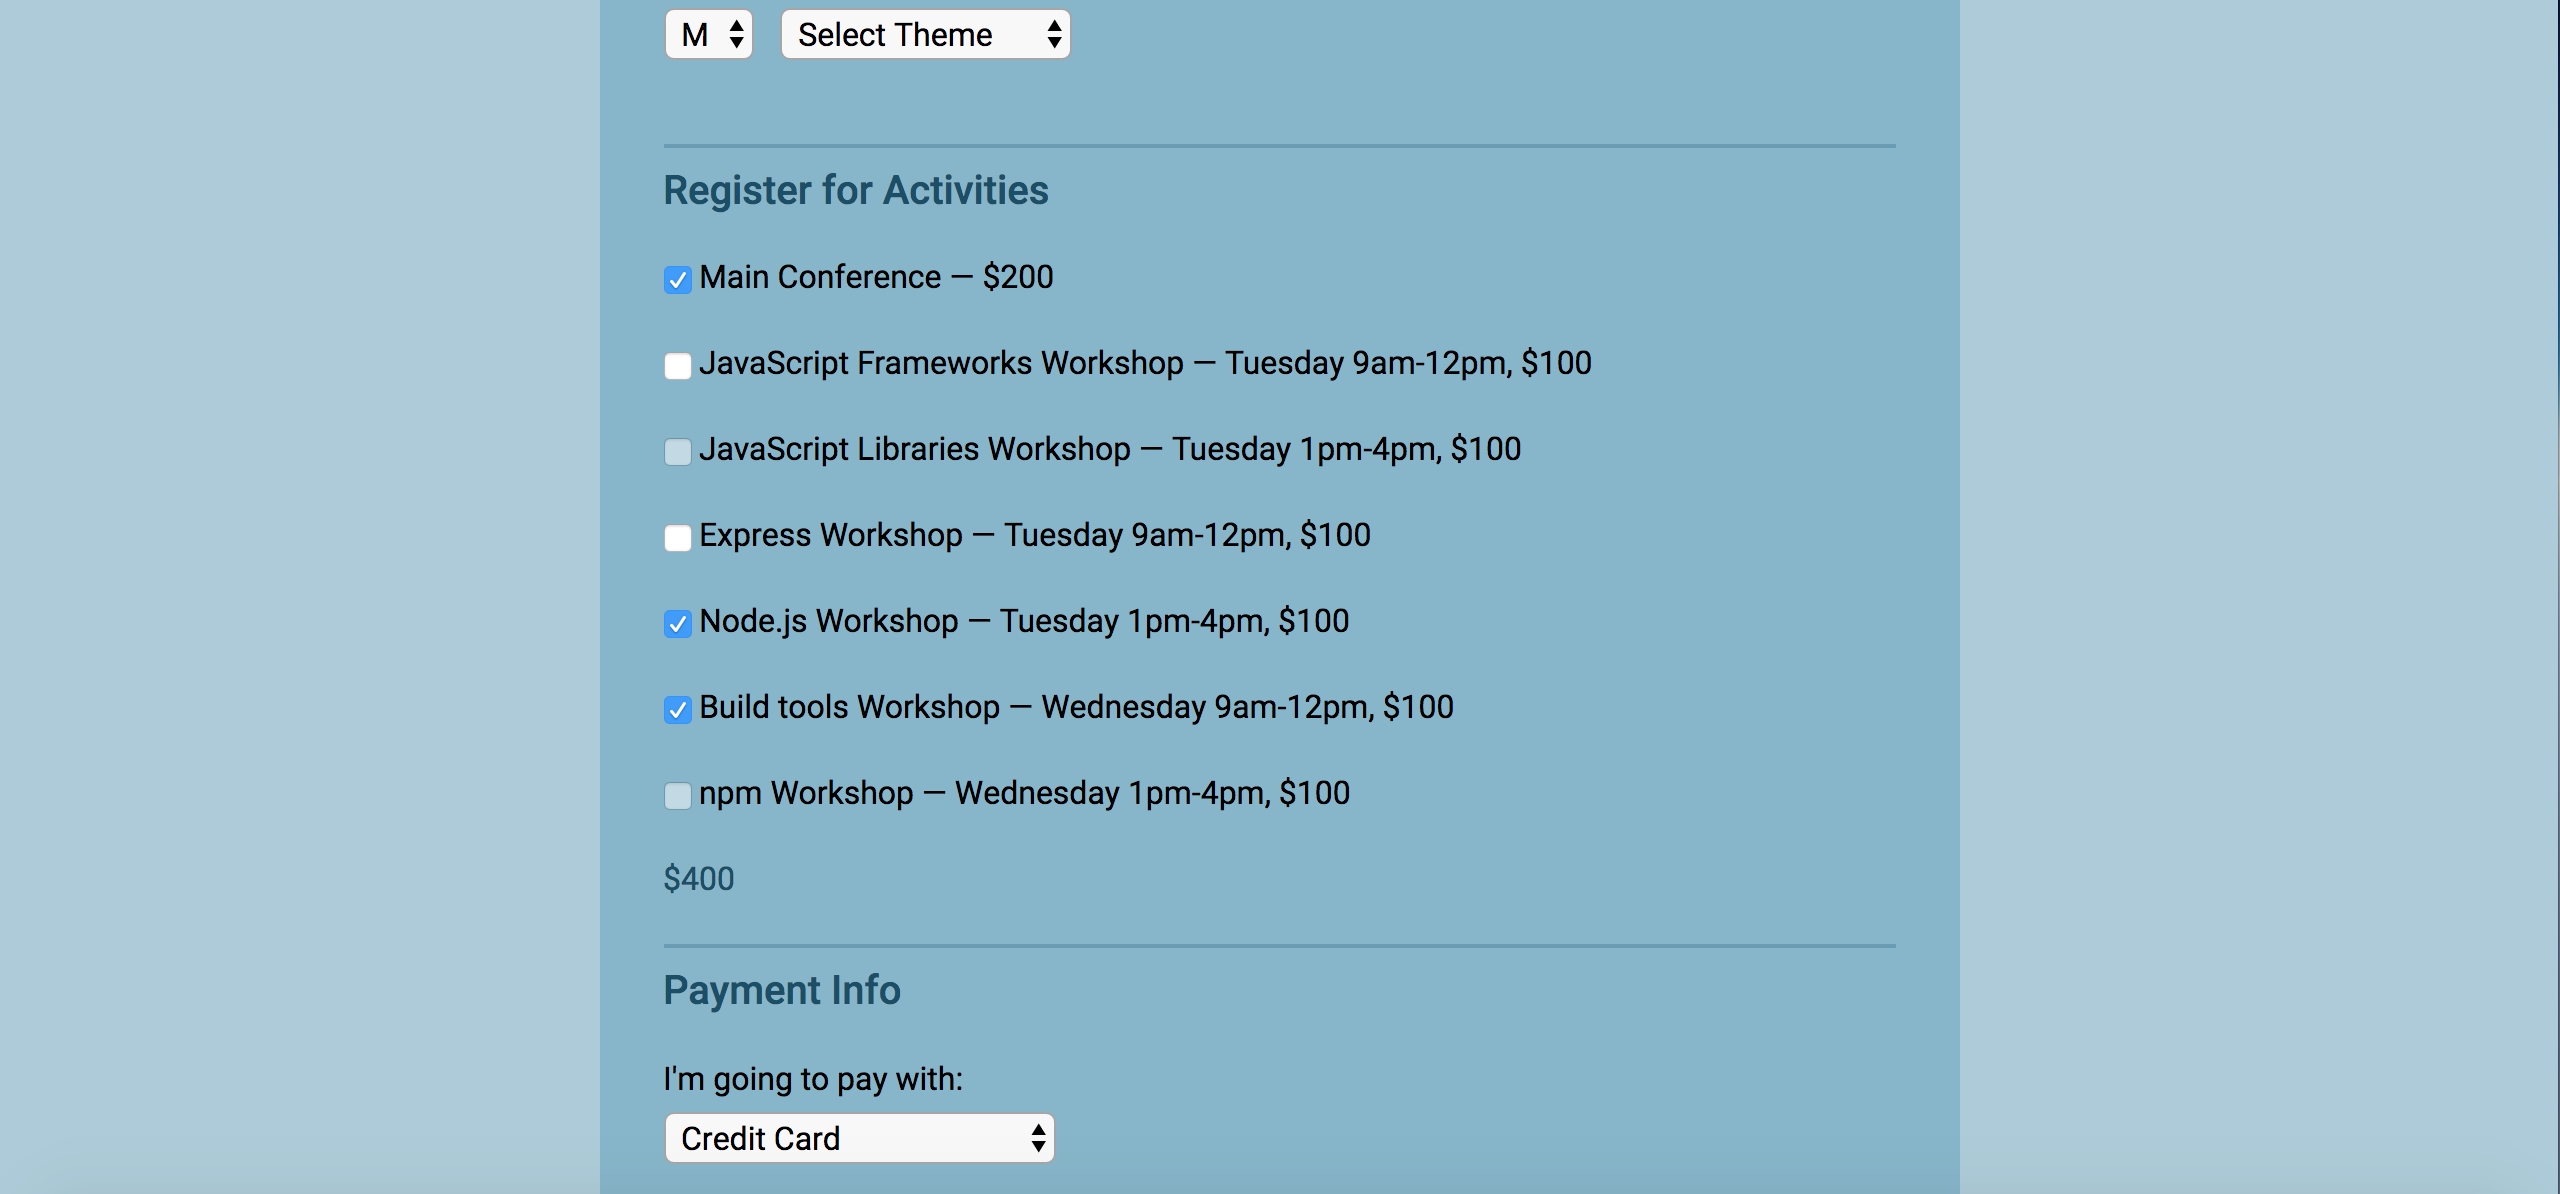 M Select Theme
Register for Activities
Main Conference — $200
JavaScript Frameworks Workshop — Tuesday 9am-12pm, $100
JavaScript Libraries Workshop — Tuesday 1pm-4pm, $100
Express Workshop — Tuesday 9am-12pm, $100
Node.js Workshop — Tuesday 1pm-4pm, $100
Build tools Workshop — Wednesday 9am-12pm, $100
npm Workshop — Wednesday 1pm-4pm, $100
$400
Payment Info
I'm going to pay with:
Credit Card